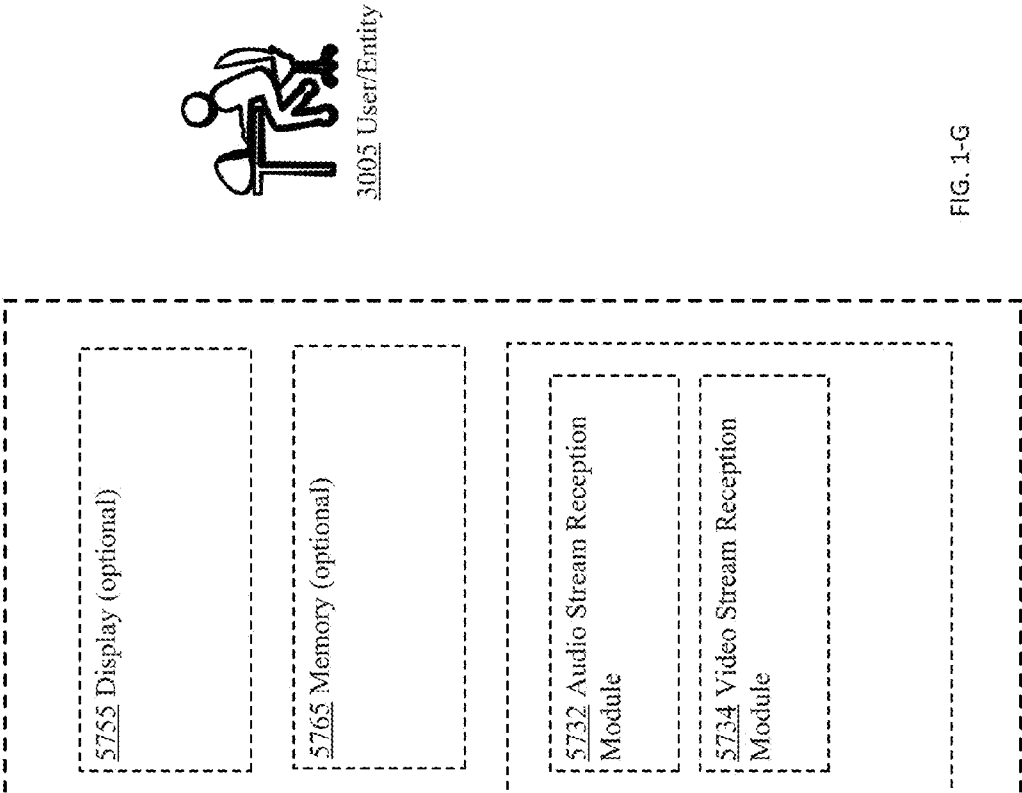 3005 User/Entity
5755 Display (optional)
5765 Memory (optional)
5732 Audio Stream Reception
Module
5734 Video Stream Reception
Module
FIG. 1-G